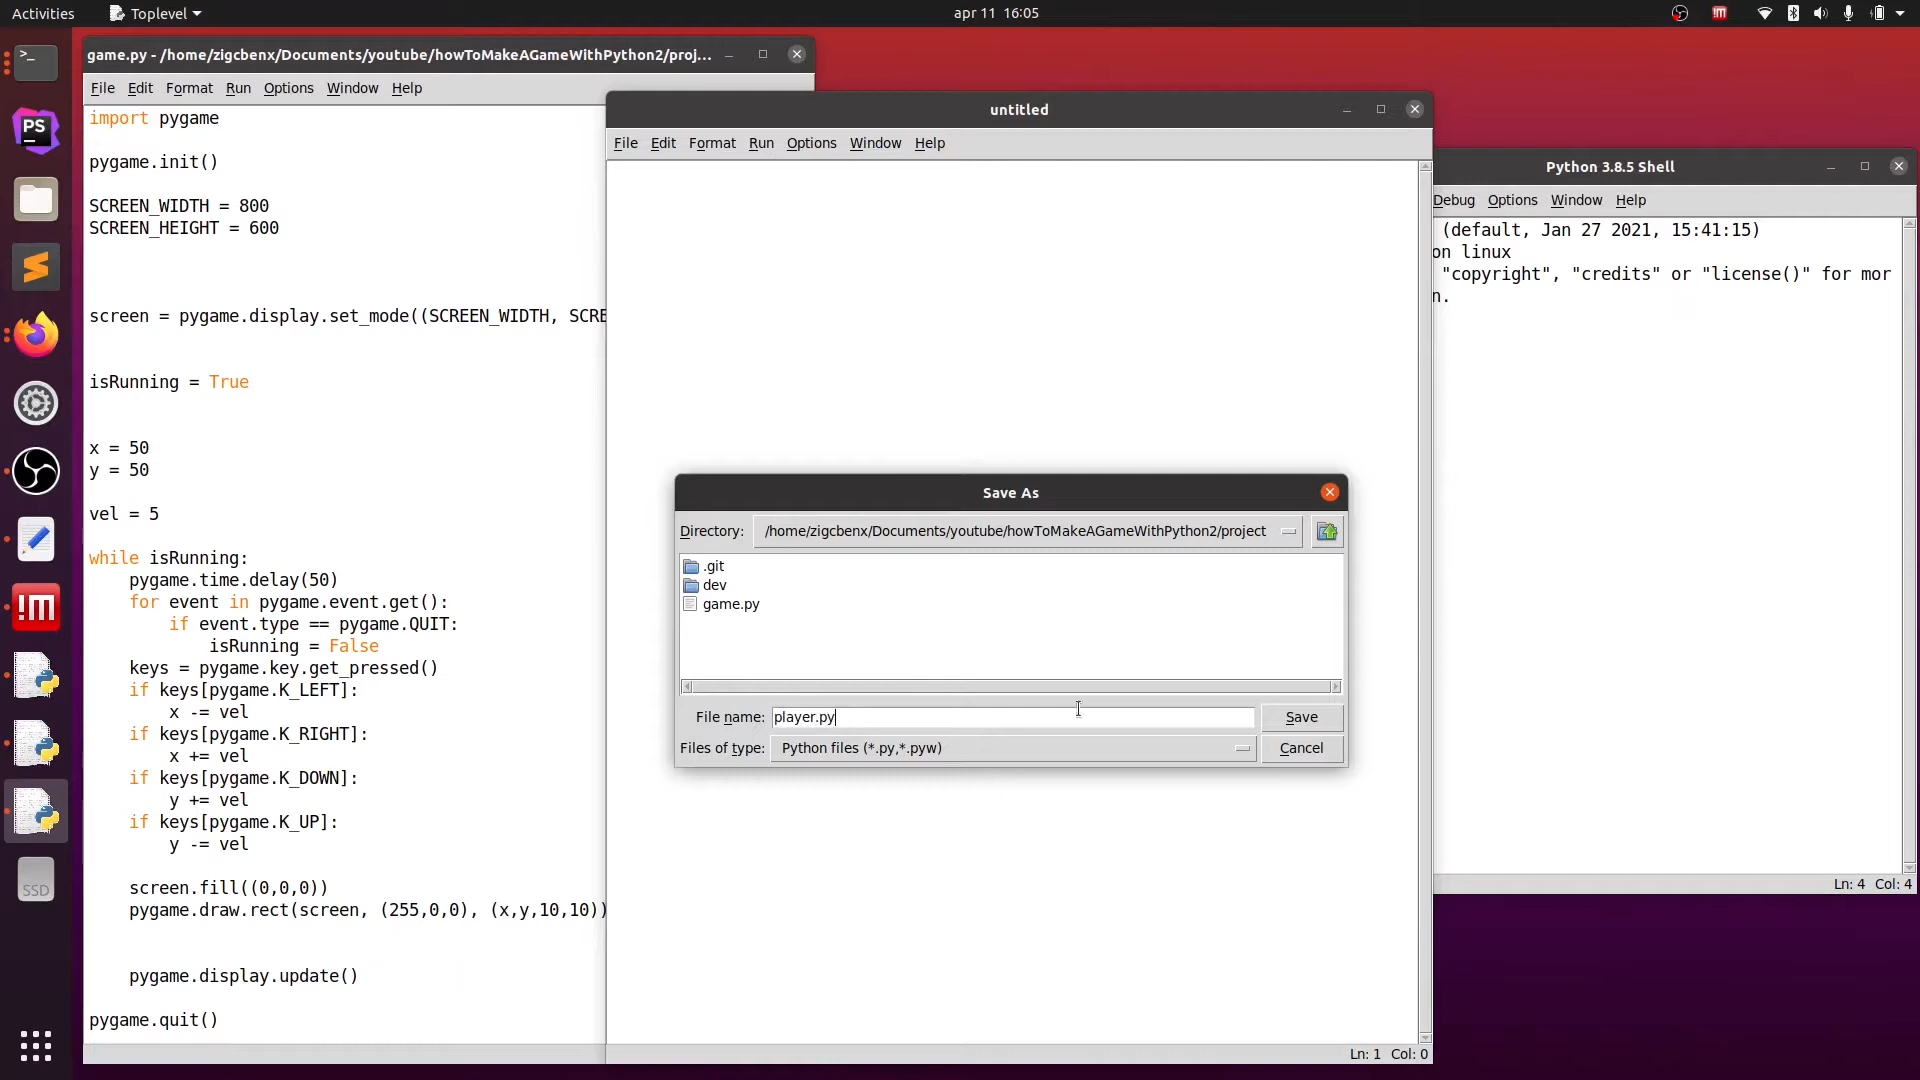 Activities
Toplevel
apr 11 16:05
game.py - /home/zigcbenx/Documents/youtube/howToMakeAGameWithPython2/proj...
File Edit Format Run Options Window Help
import pygame
pygame.init()
SCREEN_WIDTH = 800
SCREEN_HEIGHT = 600
screen = pygame.display.set_mode((SCREEN_WIDTH, SCRE
isRunning = True
x = 50
y = 50
vel = 5
while isRunning:
    pygame.time.delay(50)
    for event in pygame.event.get():
        if event.type == pygame.QUIT:
            isRunning = False
    keys = pygame.key.get_pressed()
    if keys[pygame.K_LEFT]:
        x -= vel
    if keys[pygame.K_RIGHT]:
        x += vel
    if keys[pygame.K_DOWN]:
        y += vel
    if keys[pygame.K_UP]:
        y -= vel
    screen.fill((0,0,0))
    pygame.draw.rect(screen, (255,0,0), (x,y,10,10))
    pygame.display.update()
pygame.quit()
untitled
File Edit Format Run Options Window Help
Save As
Directory: /home/zigcbenx/Documents/youtube/howToMakeAGameWithPython2/project
.git
dev
game.py
File name: player.py Save
Files of type: Python files (*.py,*.pyw) Cancel
Ln: 1 Col: 0
Python 3.8.5 Shell
Debug Options Window Help
(default, Jan 27 2021, 15:41:15)
on linux
"copyright", "credits" or "license()" for mor
n.
Ln: 4 Col: 4
>_
PS
!M
SSD
!M